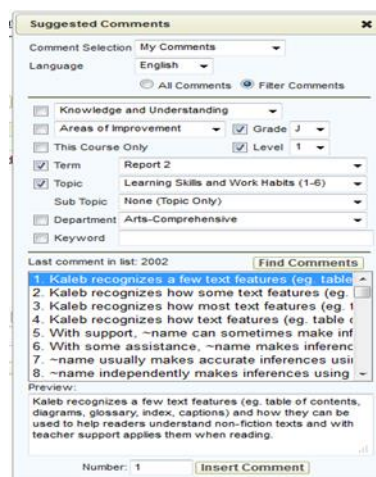 Suggested Comments
Comment Selection My Comments
Language English
All Comments Filter Comments
Knowledge and Understanding
Areas of Improvement Grade J
This Course Only Level 1
Term Report 2
Topic Learning Skills and Work Habits (1-6)
Sub Topic None (Topic Only)
Department Arts-Comprehensive
Keyword
Last comment in list: 2002 Find Comments
1. Kaleb recognizes a few text features (eg. table
2. Kaleb recognizes how some text features (eg.
3. Kaleb recognizes how most text features (eg.
4. Kaleb recognizes how text features (eg. table
5. With support, ~name can sometimes make inf
6. With some assistance, ~name makes inferenc
7. ~name usually makes accurate inferences usi
8. ~name independently makes inferences using
Preview:
Kaleb recognizes a few text features (eg. table of contents,
diagrams, glossary, index, captions) and how they can be
used to help readers understand non-fiction texts and with
teacher support applies them when reading.
Number: 1 Insert Comment